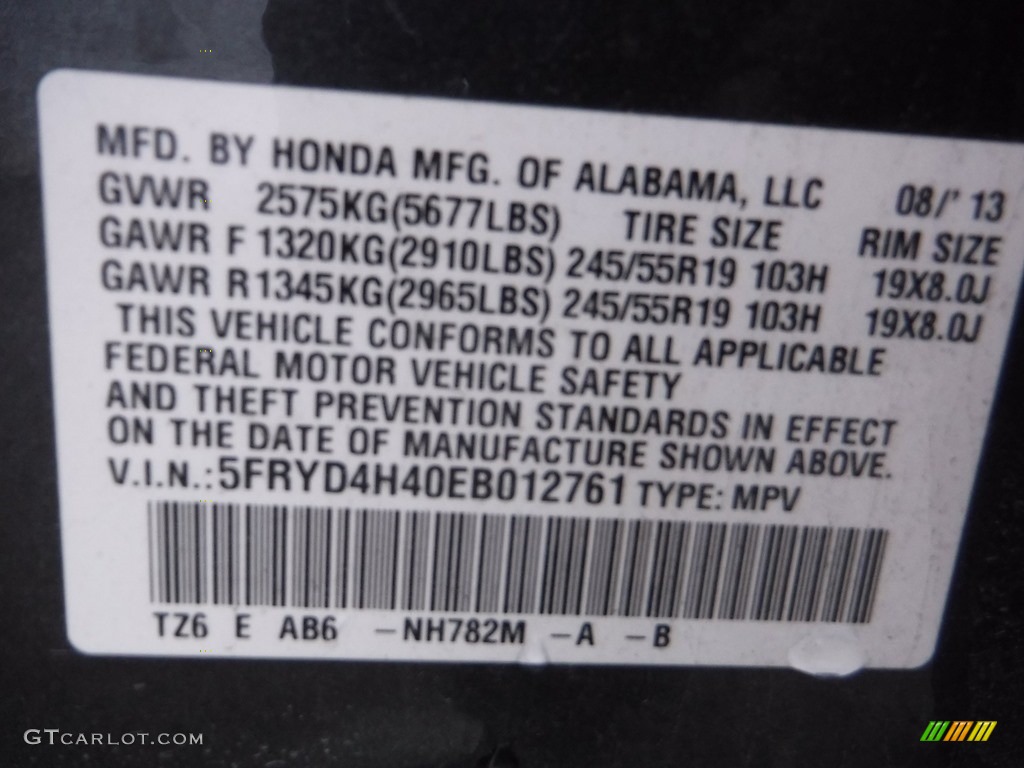 MFD. BY HONDA MFG. OF ALABAMA, LLC 08/' 13
GVWR 2575KG(5677LBS) TIRE SIZE RIM SIZE
GAWR F 1320KG(2910LBS) 245/55R19 103H 19X8.0J
GAWR R 1345KG(2965LBS) 245/55R19 103H 19X8.0J
THIS VEHICLE CONFORMS TO ALL APPLICABLE
FEDERAL MOTOR VEHICLE SAFETY
AND THEFT PREVENTION STANDARDS IN EFFECT
ON THE DATE OF MANUFACTURE SHOWN ABOVE.
V.I.N.: 5FRYD4H40EB012761 TYPE: MPV
TZ6 E AB6 -NH782M -A -B
GTCARLOT.COM